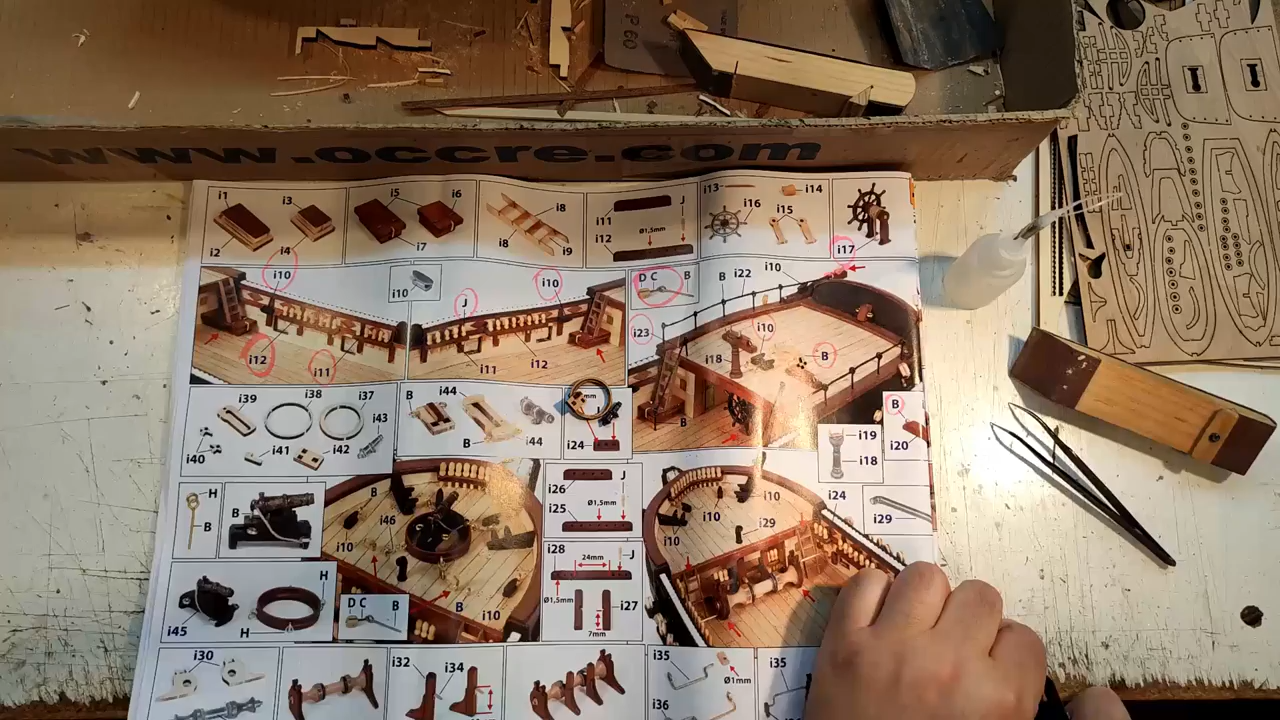 P 60
www.occre.com
i1
i3
i2
i4
i5
i6
i7
i8
i8
i9
i11
J
i12
Ø1,5mm
i13
i14
i16
i15
i17
i10
i12
i11
i10
J
i10
i11
i12
D C B
B
i22
i10
i23
i18
i10
B
B
B
i20
i19
i18
i39
i38
i37
i43
i40
i41
i42
B
i44
B
i44
mm
i24
H
B
B
B
i46
i10
B
i10
i26
J
i25
Ø1,5mm
i28
24mm
J
Ø1,5mm
i27
7mm
i10
i10
i29
i10
i24
i29
i45
H
H
D C B
i30
i32
i34
i35
Ø1mm
i36
i35